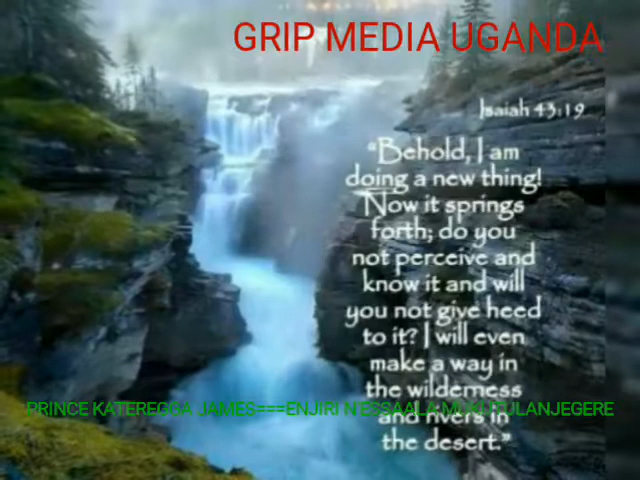 GRIP MEDIA UGANDA
Isaiah 43:19
"Behold, I am
doing a new thing!
Now it springs
forth; do you
not perceive and
know it and will
you not give heed
to it? I will even
make a way in
the wilderness
PRINCE KATEREGGA JAMES===ENJIRI N'ESSAALA MUKUTULANJEGERE
and rivers in
the desert."